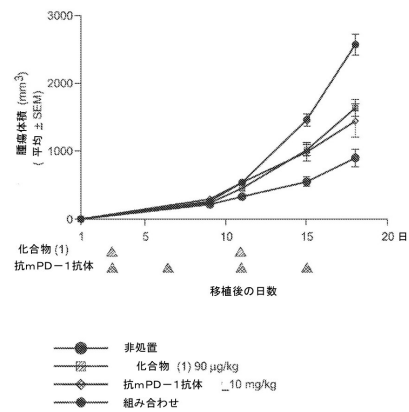 3000
2000
1000
0
腫瘍体積 (mm³)
( 平均 ± SEM)
1
5
10
15
20 日
化合物 (1)
抗mPD-1抗体
移植後の日数
非処置
化合物 (1) 90 μg/kg
抗mPD-1抗体 _10 mg/kg
組み合わせ